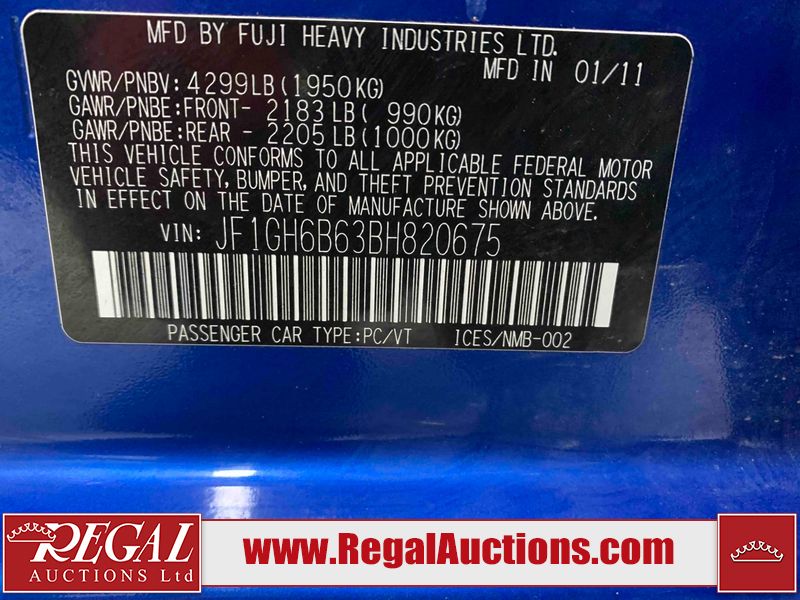 MFD BY FUJI HEAVY INDUSTRIES LTD.
MFD IN 01/11
GVWR/PNBV: 4299LB(1950KG)
GAWR/PNBE:FRONT- 2183LB( 990KG)
GAWR/PNBE:REAR - 2205LB(1000KG)
THIS VEHICLE CONFORMS TO ALL APPLICABLE FEDERAL MOTOR
VEHICLE SAFETY, BUMPER, AND THEFT PREVENTION STANDARDS
IN EFFECT ON THE DATE OF MANUFACTURE SHOWN ABOVE.
VIN: JF1GH6B63BH820675
PASSENGER CAR TYPE:PC/VT ICES/NMB-002
REGAL
AUCTIONS Ltd
www.RegalAuctions.com